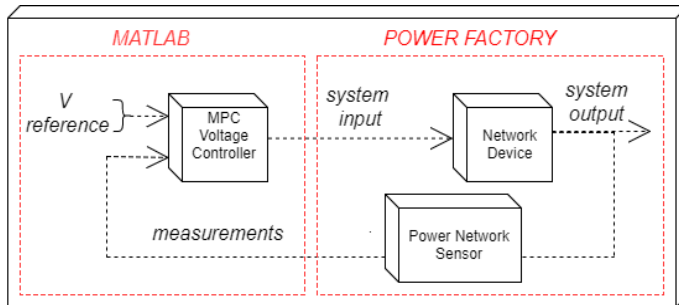 MATLAB
POWER FACTORY
V
reference
MPC
Voltage
Controller
system
input
Network
Device
system
output
measurements
Power Network
Sensor